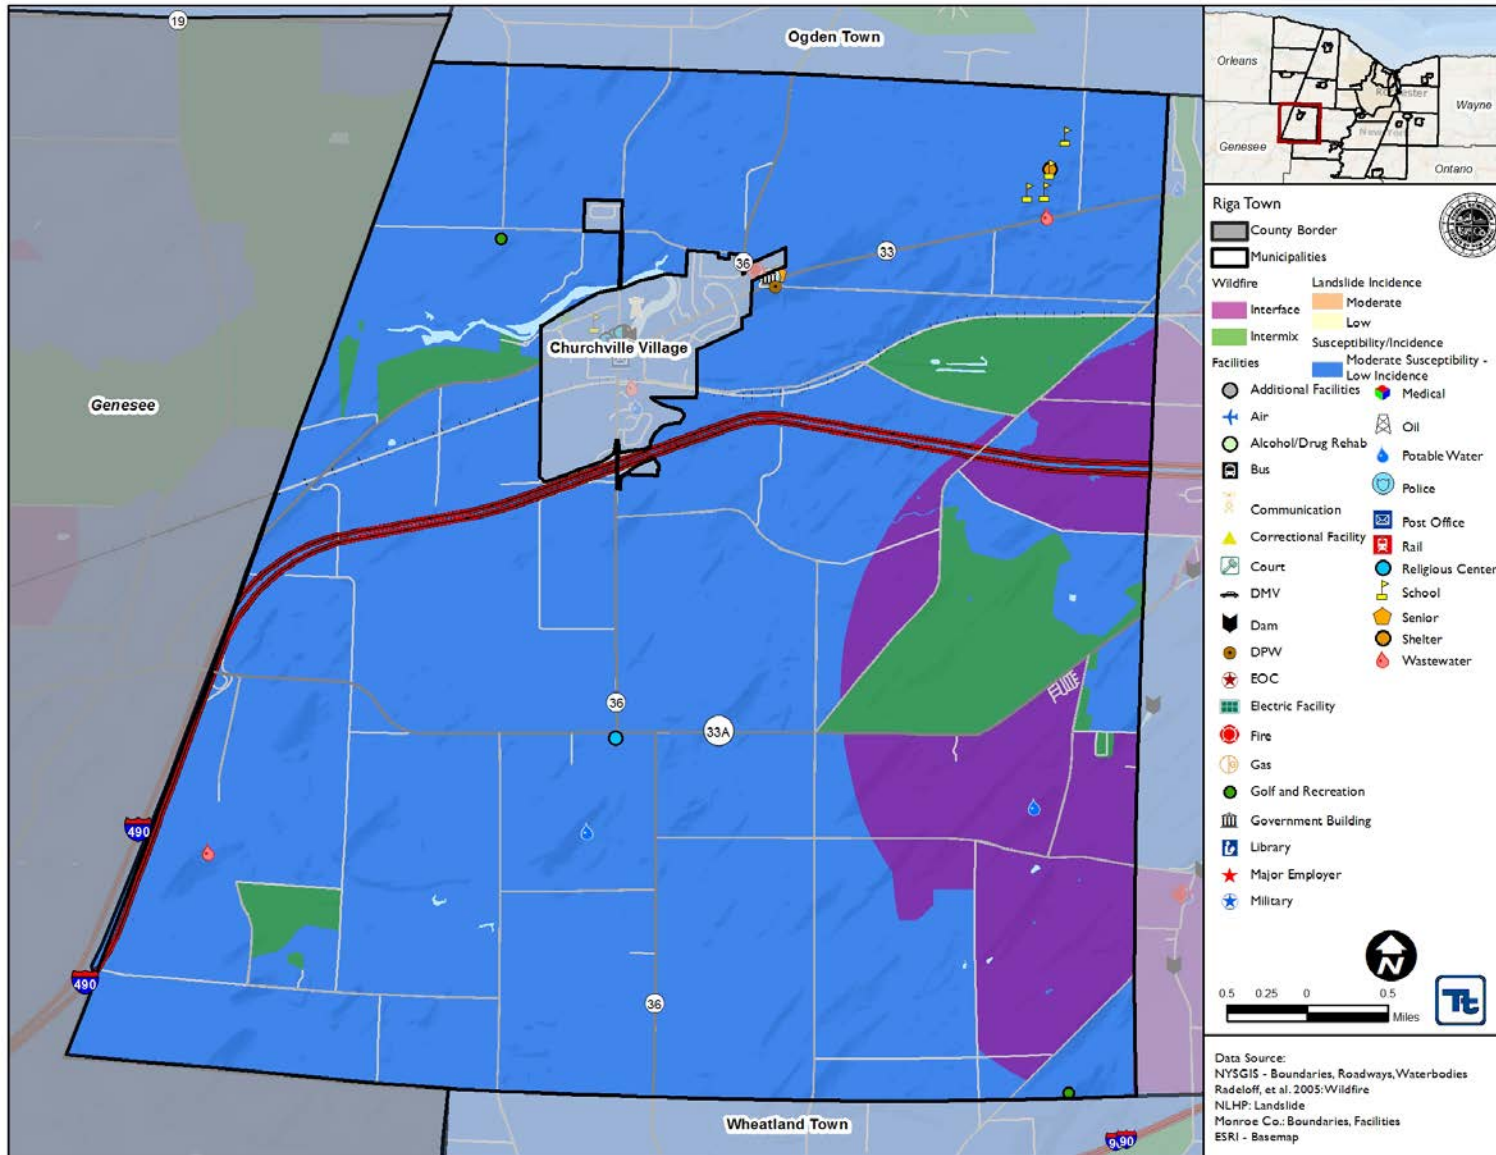 19
Ogden Town
36
33
Churchville Village
Genesee
36
33A
490
490
36
Wheatland Town
90
Orleans
Rochester
Wayne
New York
Genesee
Ontario
Riga Town
County Border
Municipalities
Wildfire
Interface
Intermix
Landslide Incidence
Moderate
Low
Susceptibility/Incidence
Moderate Susceptibility -
Low Incidence
Facilities
Additional Facilities
Air
Alcohol/Drug Rehab
Bus
Communication
Correctional Facility
Court
DMV
Dam
DPW
EOC
Electric Facility
Fire
Gas
Golf and Recreation
Government Building
Library
Major Employer
Military
Medical
Oil
Potable Water
Police
Post Office
Rail
Religious Center
School
Senior
Shelter
Wastewater
N
0.5 0.25 0 0.5
Miles
Tt
Data Source:
NYSGIS - Boundaries, Roadways, Waterbodies
Radeloff, et al. 2005: Wildfire
NLHP: Landslide
Monroe Co.: Boundaries, Facilities
ESRI - Basemap